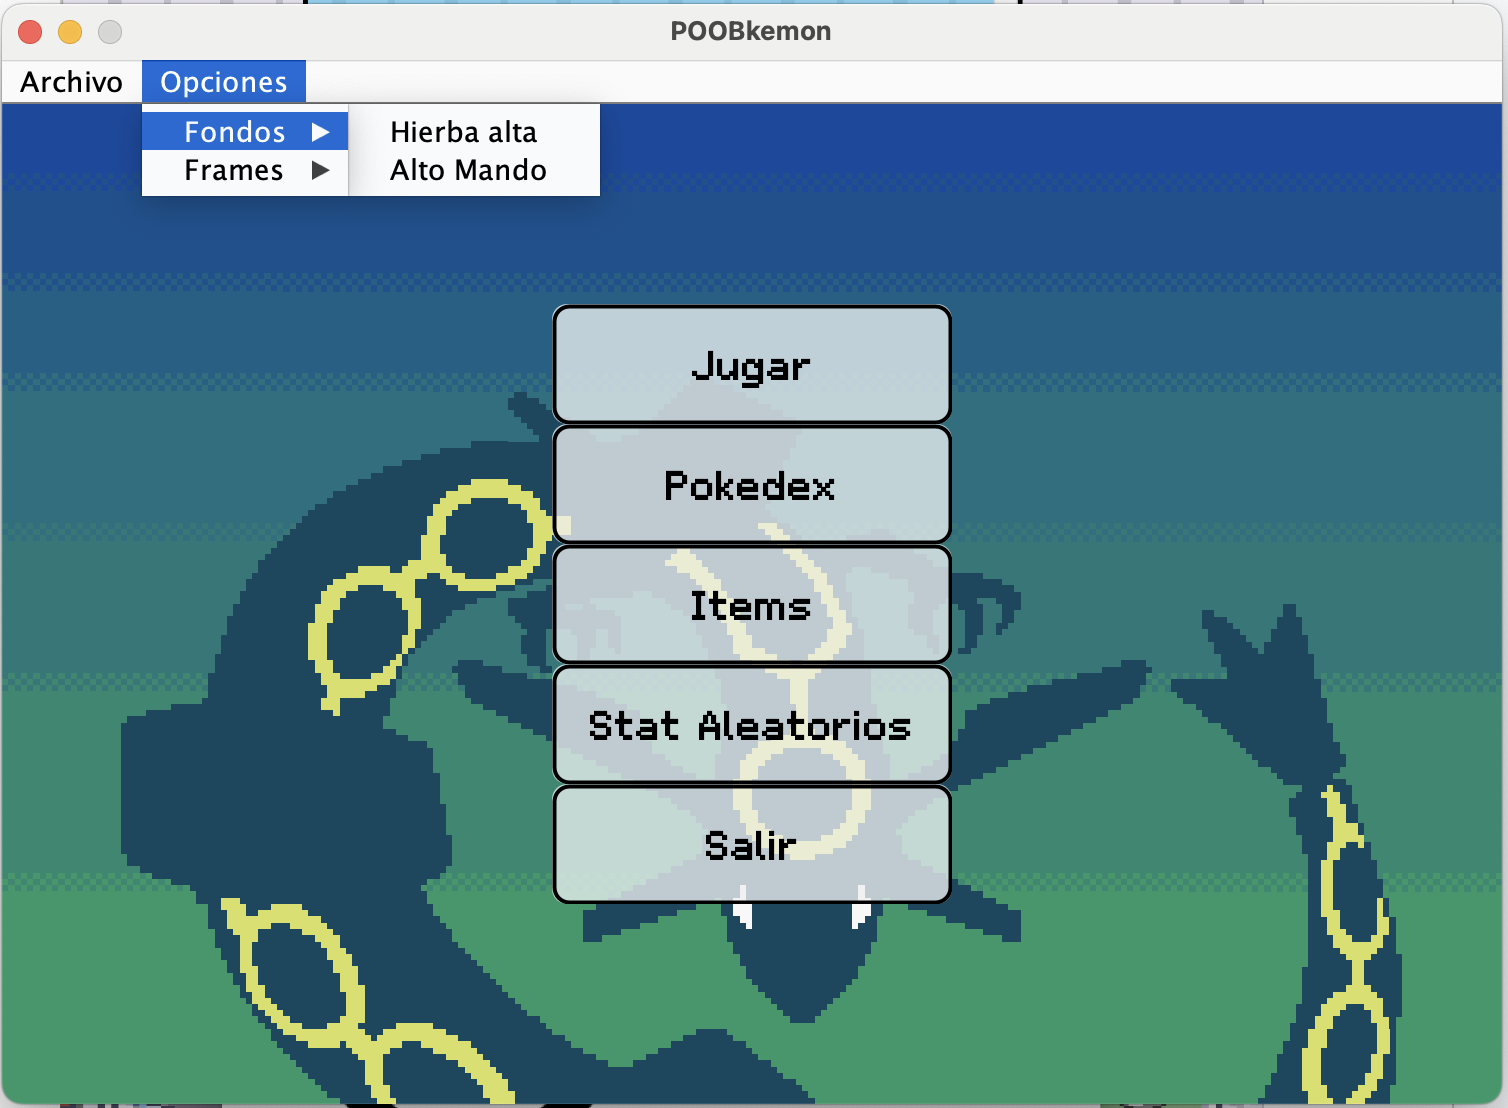 POOBkemon
Archivo Opciones
Fondos Hierba alta
Frames Alto Mando
Jugar
Pokedex
Items
Stat Aleatorios
Salir